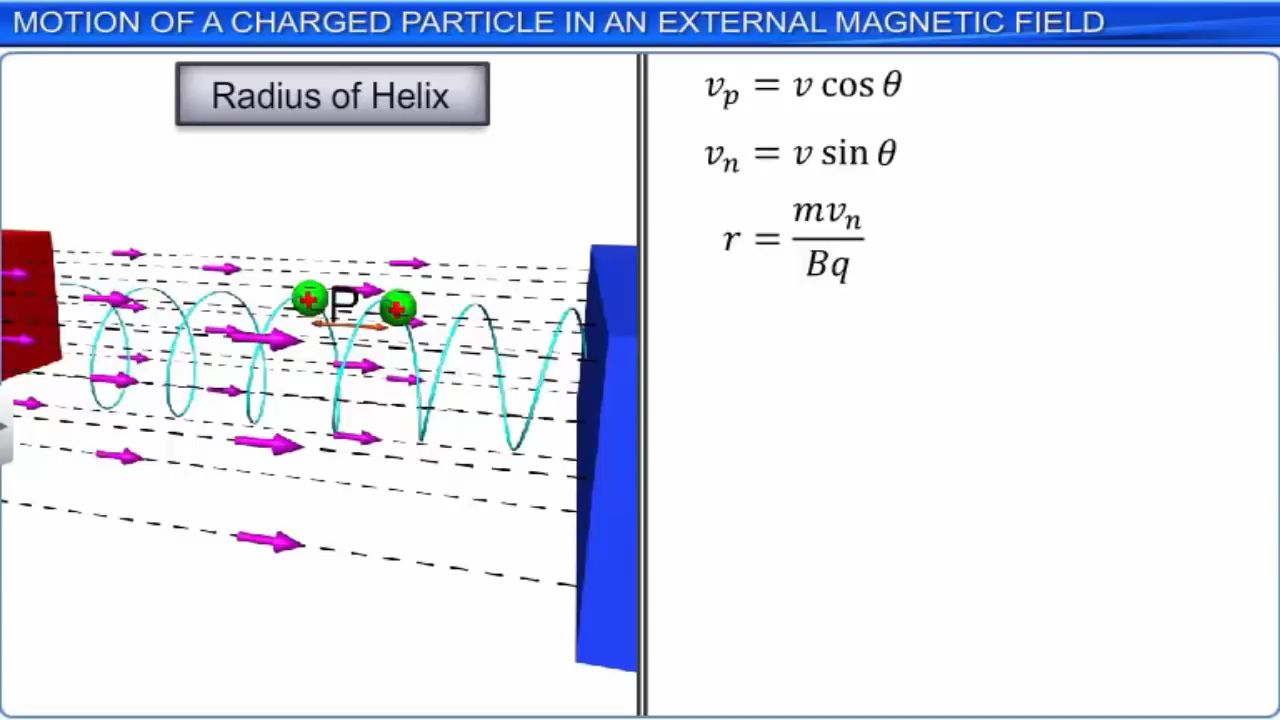 MOTION OF A CHARGED PARTICLE IN AN EXTERNAL MAGNETIC FIELD
Radius of Helix
P
+ +
v_p = v cos θ
v_n = v sin θ
r = mv_n / Bq